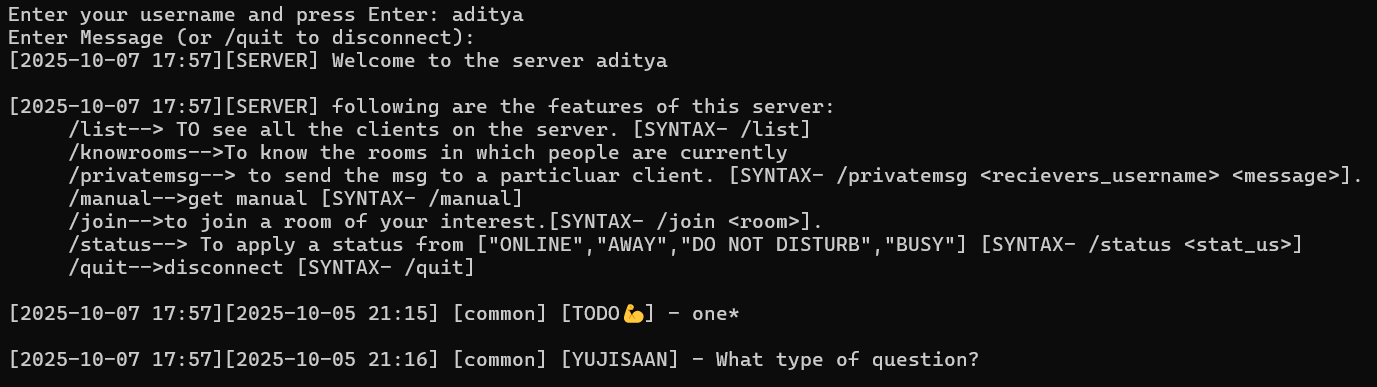 Enter your username and press Enter: aditya
Enter Message (or /quit to disconnect):
[2025-10-07 17:57][SERVER] Welcome to the server aditya
[2025-10-07 17:57][SERVER] following are the features of this server:
/list--> TO see all the clients on the server. [SYNTAX- /list]
/knowrooms-->To know the rooms in which people are currently
/privatemsg--> to send the msg to a particluar client. [SYNTAX- /privatemsg <recievers_username> <message>].
/manual-->get manual [SYNTAX- /manual]
/join-->to join a room of your interest.[SYNTAX- /join <room>].
/status--> To apply a status from ["ONLINE","AWAY","DO NOT DISTURB","BUSY"] [SYNTAX- /status <stat_us>]
/quit-->disconnect [SYNTAX- /quit]
[2025-10-07 17:57][2025-10-05 21:15] [common] [TODO💪] - one*
[2025-10-07 17:57][2025-10-05 21:16] [common] [YUJISAAN] - What type of question?